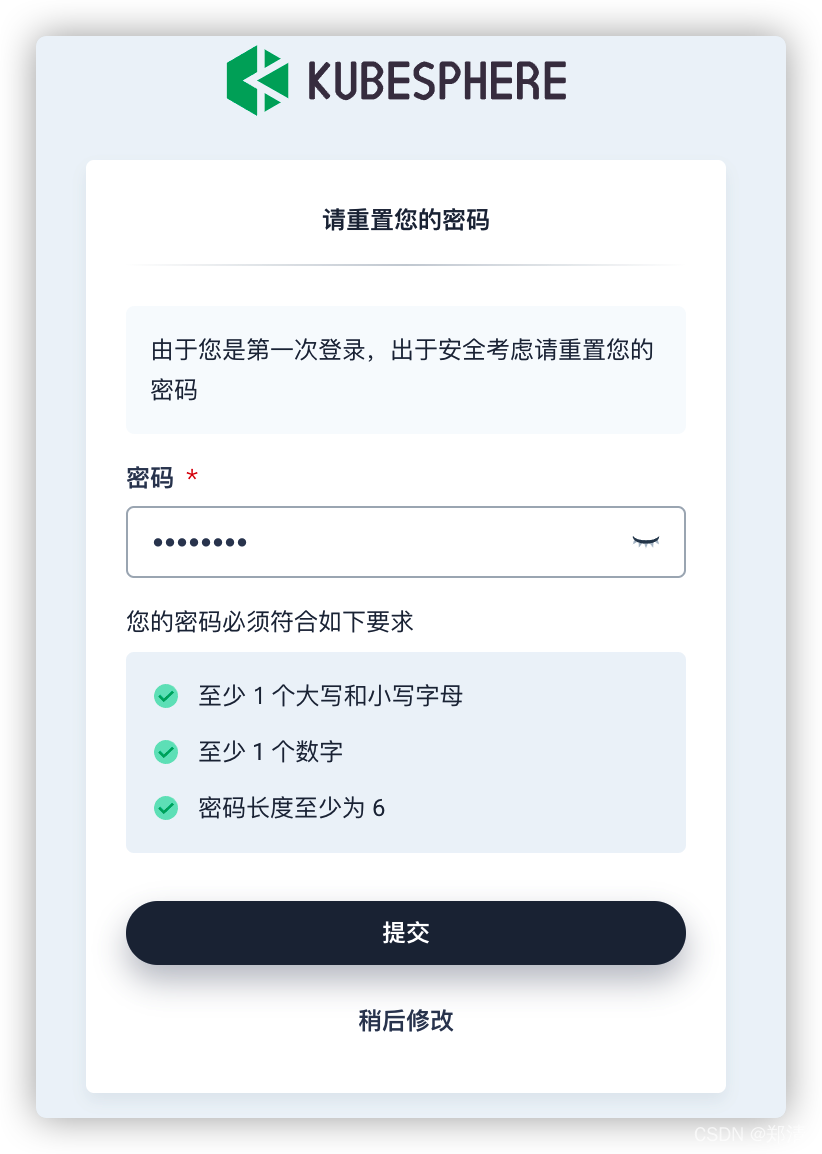 KUBESPHERE
请重置您的密码
由于您是第一次登录，出于安全考虑请重置您的
密码
密码 *
您的密码必须符合如下要求
至少 1 个大写和小写字母
至少 1 个数字
密码长度至少为 6
提交
稍后修改
CSDN @郑